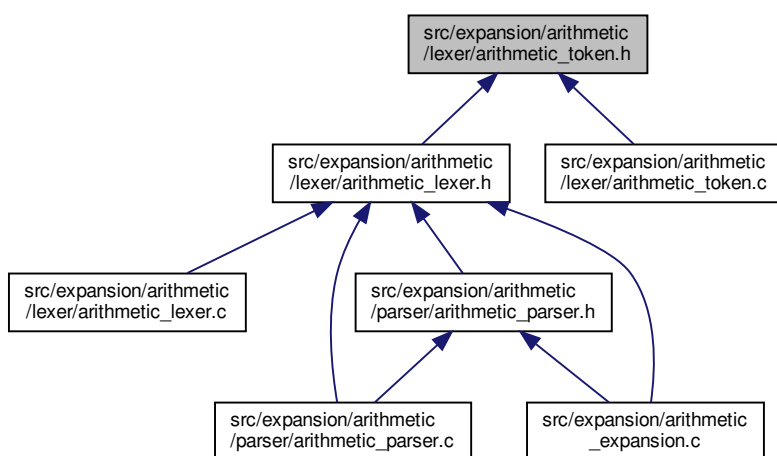 src/expansion/arithmetic
/lexer/arithmetic_token.h
src/expansion/arithmetic
/lexer/arithmetic_lexer.h
src/expansion/arithmetic
/lexer/arithmetic_token.c
src/expansion/arithmetic
/lexer/arithmetic_lexer.c
src/expansion/arithmetic
/parser/arithmetic_parser.h
src/expansion/arithmetic
/parser/arithmetic_parser.c
src/expansion/arithmetic
_expansion.c